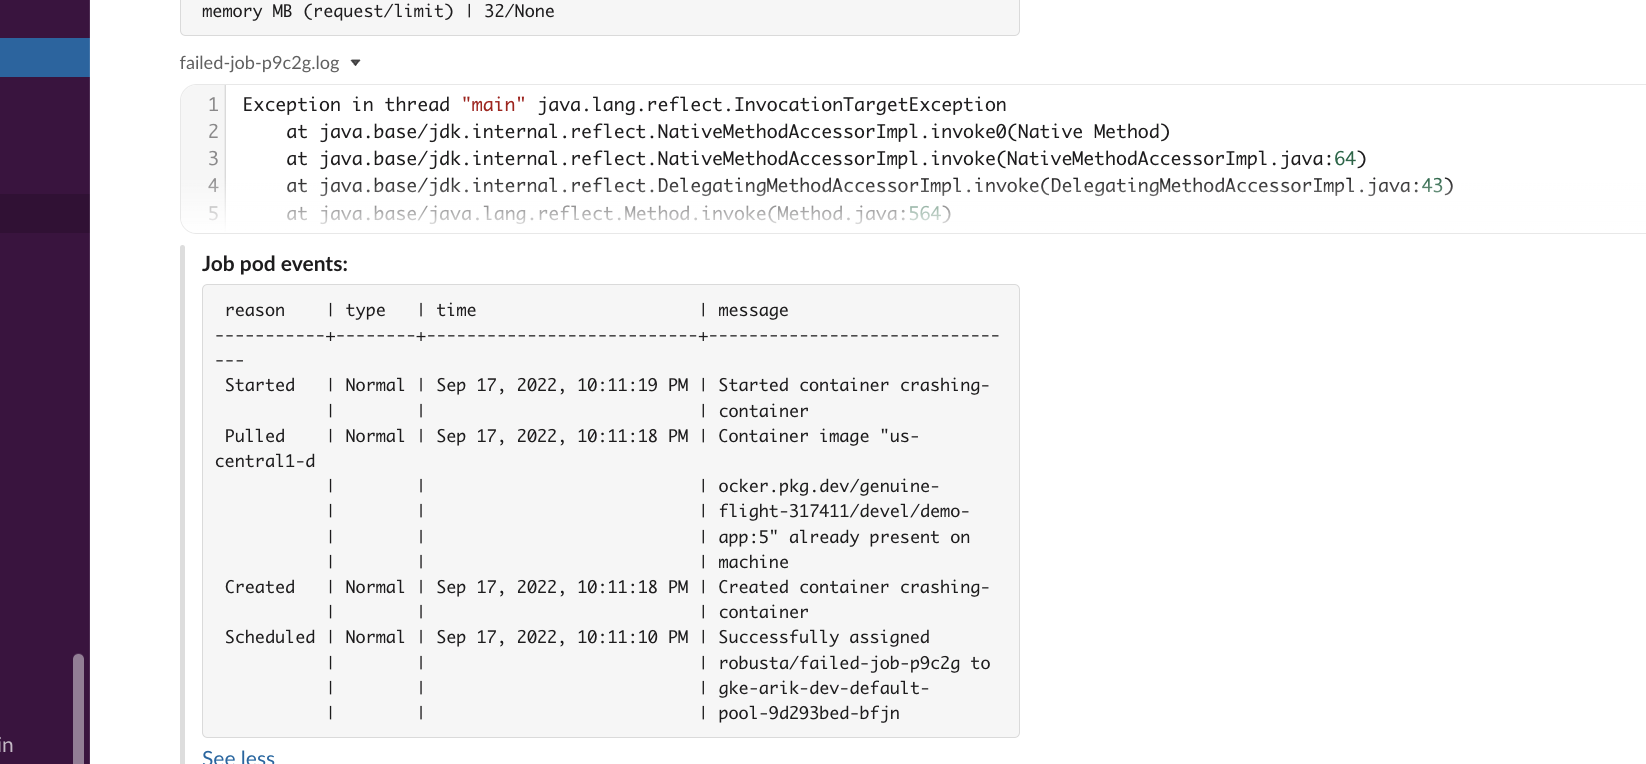 memory MB (request/limit) | 32/None
failed-job-p9c2g.log
1 Exception in thread "main" java.lang.reflect.InvocationTargetException
2     at java.base/jdk.internal.reflect.NativeMethodAccessorImpl.invoke0(Native Method)
3     at java.base/jdk.internal.reflect.NativeMethodAccessorImpl.invoke(NativeMethodAccessorImpl.java:64)
4     at java.base/jdk.internal.reflect.DelegatingMethodAccessorImpl.invoke(DelegatingMethodAccessorImpl.java:43)
5     at java.base/java.lang.reflect.Method.invoke(Method.java:564)
Job pod events:
 reason    | type   | time                      | message
-----------+--------+---------------------------+-----------------------------
---
 Started   | Normal | Sep 17, 2022, 10:11:19 PM | Started container crashing-
           |        |                           | container
 Pulled    | Normal | Sep 17, 2022, 10:11:18 PM | Container image "us-
central1-d
           |        |                           | ocker.pkg.dev/genuine-
           |        |                           | flight-317411/devel/demo-
           |        |                           | app:5" already present on
           |        |                           | machine
 Created   | Normal | Sep 17, 2022, 10:11:18 PM | Created container crashing-
           |        |                           | container
 Scheduled | Normal | Sep 17, 2022, 10:11:10 PM | Successfully assigned
           |        |                           | robusta/failed-job-p9c2g to
           |        |                           | gke-arik-dev-default-
           |        |                           | pool-9d293bed-bfjn
in
See less